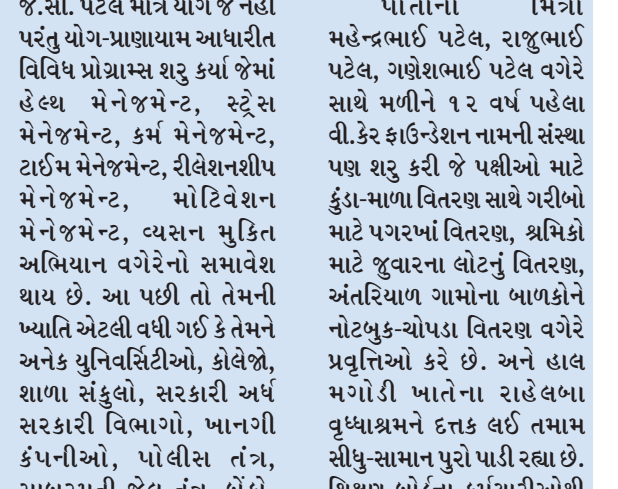 જે.સી. પટેલ માત્ર યોગ જ નહીં
પરંતુ યોગ-પ્રાણાયામ આધારીત
વિવિધ પ્રોગ્રામ્સ શરુ કર્યા જેમાં
હેલ્થ મેનેજમેન્ટ, સ્ટ્રેસ
મેનેજમેન્ટ, કર્મ મેનેજમેન્ટ,
ટાઈમ મેનેજમેન્ટ, રીલેશનશીપ
મેનેજમેન્ટ, મોટિવેશન
મેનેજમેન્ટ, વ્યસન મુકિત
અભિયાન વગેરેનો સમાવેશ
થાય છે. આ પછી તો તેમની
ખ્યાતિ એટલી વધી ગઈ કે તેમને
અનેક યુનિવર્સિટીઓ, કોલેજો,
શાળા સંકુલો, સરકારી અર્ધ
સરકારી વિભાગો, ખાનગી
કંપનીઓ, પોલીસ તંત્ર,
પોતાના મિત્રો
મહેન્દ્રભાઈ પટેલ, રાજુભાઈ
પટેલ, ગણેશભાઈ પટેલ વગેરે
સાથે મળીને ૧૨ વર્ષ પહેલા
વી.કેર ફાઉન્ડેશન નામની સંસ્થા
પણ શરુ કરી જે પક્ષીઓ માટે
કુંડા-માળા વિતરણ સાથે ગરીબો
માટે પગરખાં વિતરણ, શ્રમિકો
માટે જુવારના લોટનું વિતરણ,
અંતરિયાળ ગામોના બાળકોને
નોટબુક-ચોપડા વિતરણ વગેરે
પ્રવૃત્તિઓ કરે છે. અને હાલ
મગોડી ખાતેના રાહેલબા
વૃધ્ધાશ્રમને દત્તક લઈ તમામ
સીધુ-સામાન પુરો પાડી રહ્યા છે.